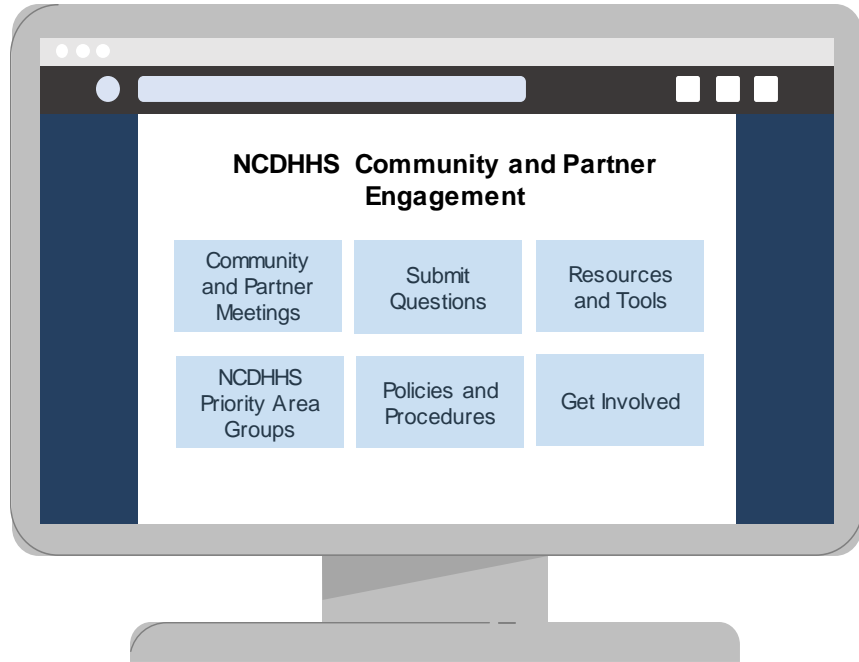 NCDHHS Community and Partner
Engagement
Community
and Partner
Meetings
Submit
Questions
Resources
and Tools
NCDHHS
Priority Area
Groups
Policies and
Procedures
Get Involved